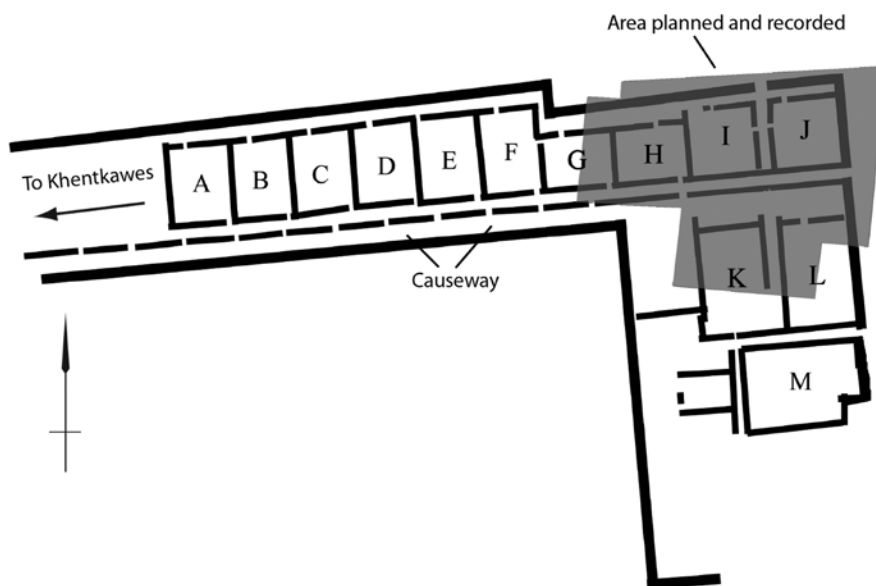 Area planned and recorded
To Khentkawes
A
B
C
D
E
F
G
H
I
J
Causeway
K
L
M